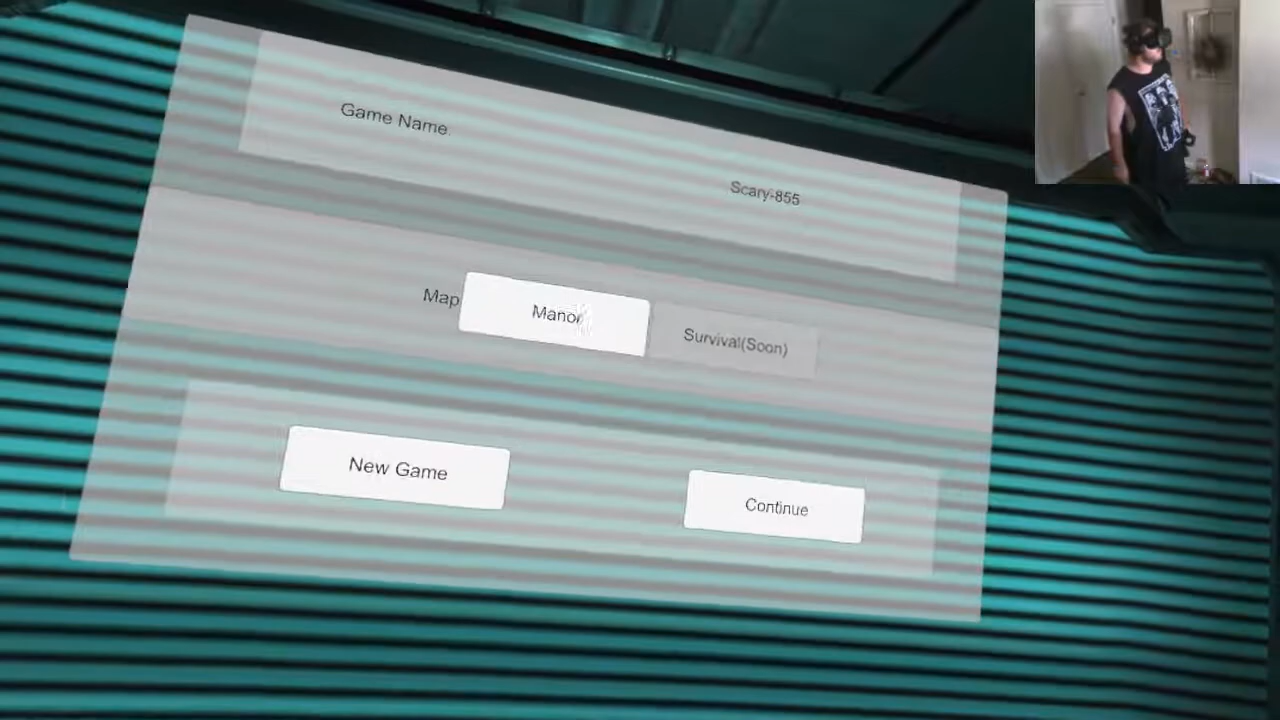 Game Name
Scary-855
Map
Manor
Survival(Soon)
New Game
Continue